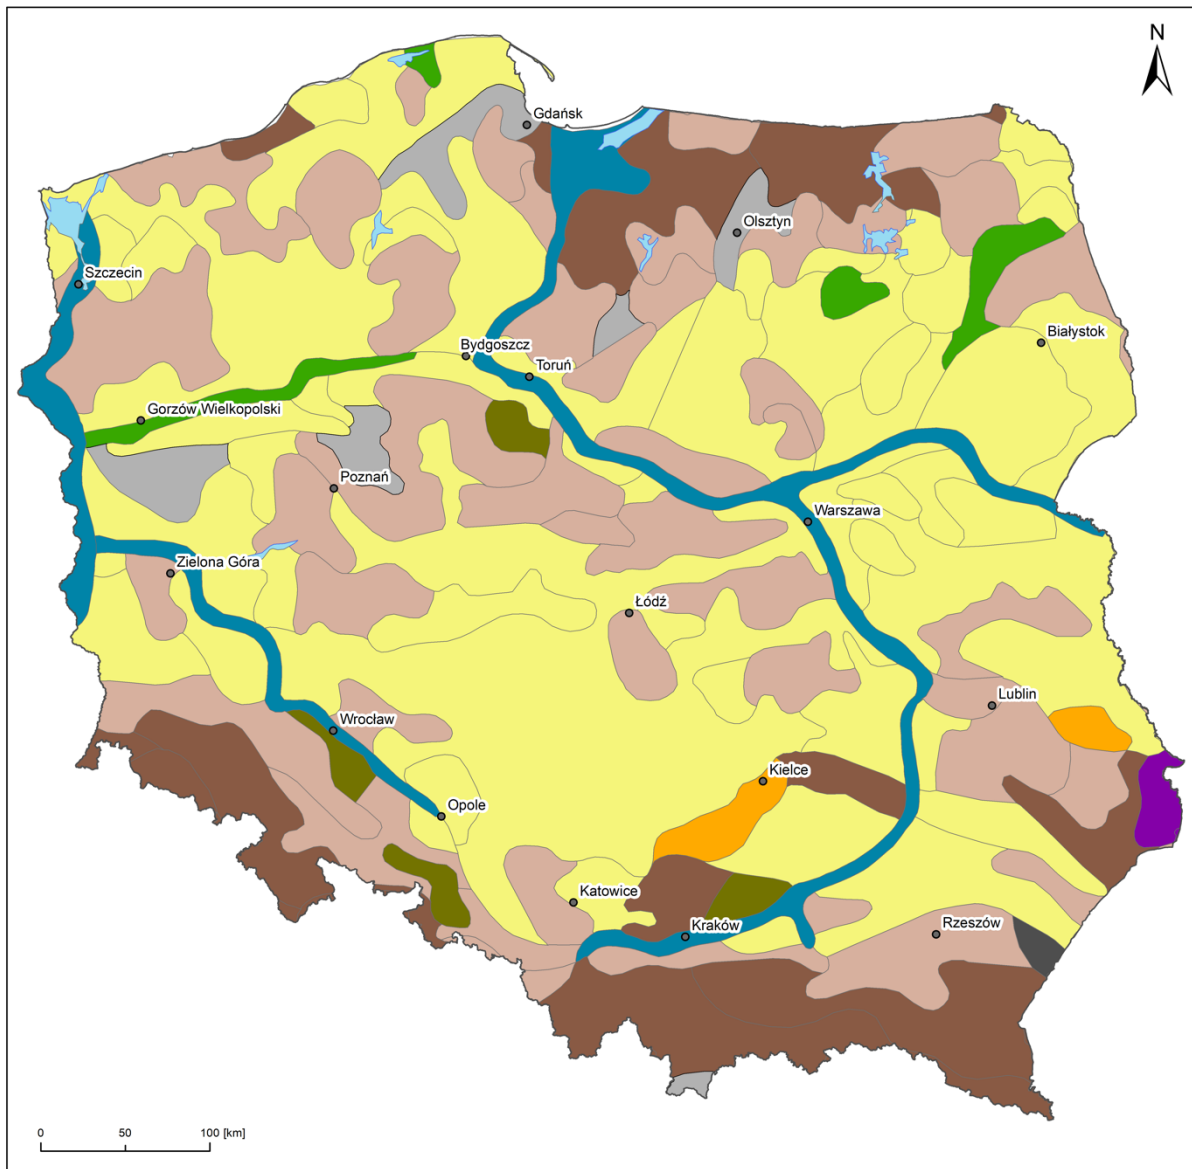 N
Gdańsk
Olsztyn
Szczecin
Białystok
Bydgoszcz
Toruń
Gorzów Wielkopolski
Poznań
Warszawa
Zielona Góra
Łódź
Lublin
Wrocław
Kielce
Opole
Katowice
Kraków
Rzeszów
0 50 100 [km]